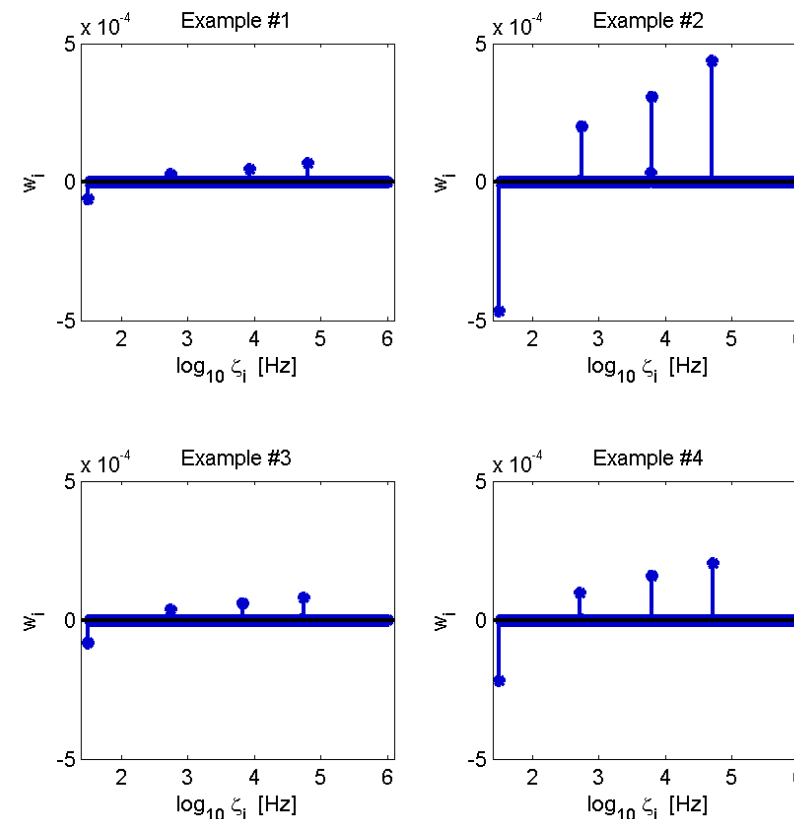 Example #1
x 10^-4
5
0
-5
w_i
2 3 4 5 6
log_10 ζ_i [Hz]
Example #2
x 10^-4
5
0
-5
w_i
2 3 4 5
log_10 ζ_i [Hz]
Example #3
x 10^-4
5
0
-5
w_i
2 3 4 5 6
log_10 ζ_i [Hz]
Example #4
x 10^-4
5
0
-5
w_i
2 3 4 5
log_10 ζ_i [Hz]